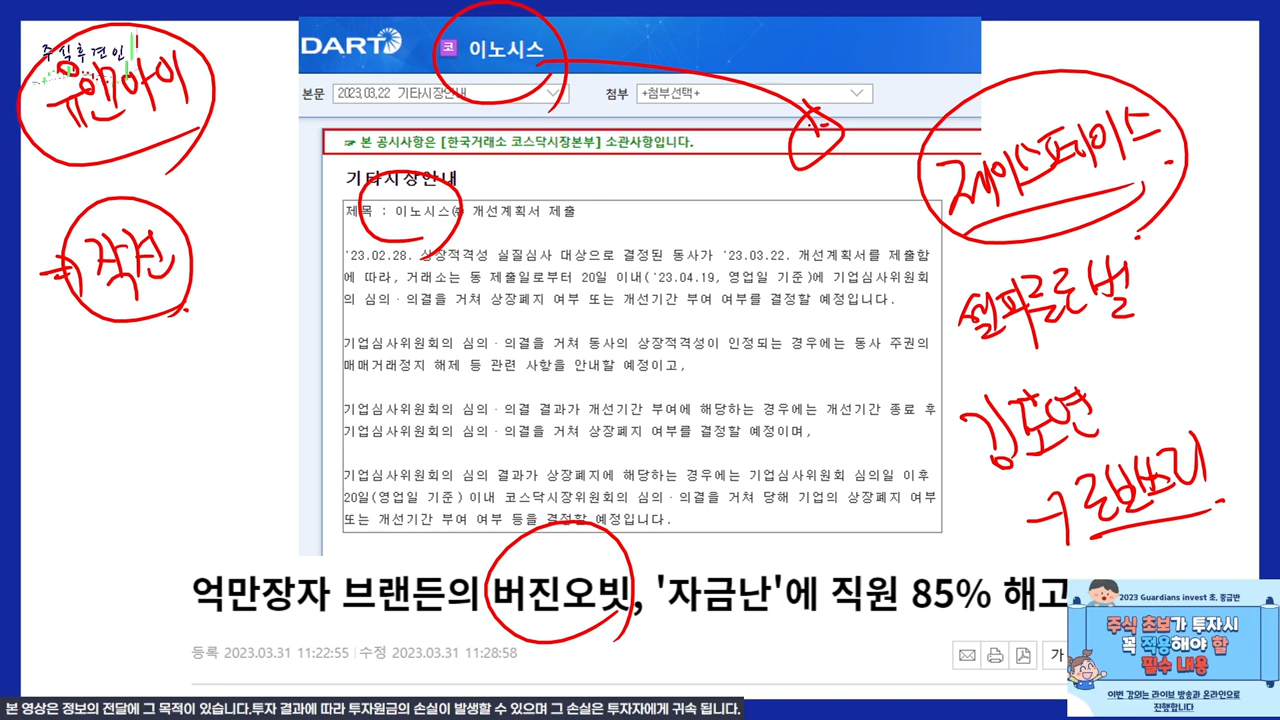 주식후견인
유앤아이
작년
DART
코 이노시스
본문 2023.03.22 기타시장안내
첨부 +첨부선택+
☞ 본 공시사항은 [한국거래소 코스닥시장본부] 소관사항입니다.
기타시장안내
제목 : 이노시스㈜ 개선계획서 제출
'23.02.28. 상장적격성 실질심사 대상으로 결정된 동사가 '23.03.22. 개선계획서를 제출함
에 따라, 거래소는 동 제출일로부터 20일 이내('23.04.19, 영업일 기준)에 기업심사위원회
의 심의ㆍ의결을 거쳐 상장폐지 여부 또는 개선기간 부여 여부를 결정할 예정입니다.
기업심사위원회의 심의ㆍ의결을 거쳐 동사의 상장적격성이 인정되는 경우에는 동사 주권의
매매거래정지 해제 등 관련 사항을 안내할 예정이고,
기업심사위원회의 심의ㆍ의결 결과가 개선기간 부여에 해당하는 경우에는 개선기간 종료 후
기업심사위원회의 심의ㆍ의결을 거쳐 상장폐지 여부를 결정할 예정이며,
기업심사위원회의 심의 결과가 상장폐지에 해당하는 경우에는 기업심사위원회 심의일 이후
20일(영업일 기준) 이내 코스닥시장위원회의 심의ㆍ의결을 거쳐 당해 기업의 상장폐지 여부
또는 개선기간 부여 여부 등을 결정할 예정입니다.
김도연
억만장자 브랜든의 버진오빗, '자금난'에 직원 85% 해고
등록 2023.03.31 11:22:55 수정 2023.03.31 11:28:58
가
2023 Guardians invest 초, 중급반
주식 초보가 투자시
꼭 적용해야 할
필수 내용
이번 강의는 라이브 방송과 온라인으로
진행합니다
본 영상은 정보의 전달에 그 목적이 있습니다.투자 결과에 따라 투자원금의 손실이 발생할 수 있으며 그 손실은 투자자에게 귀속 됩니다.